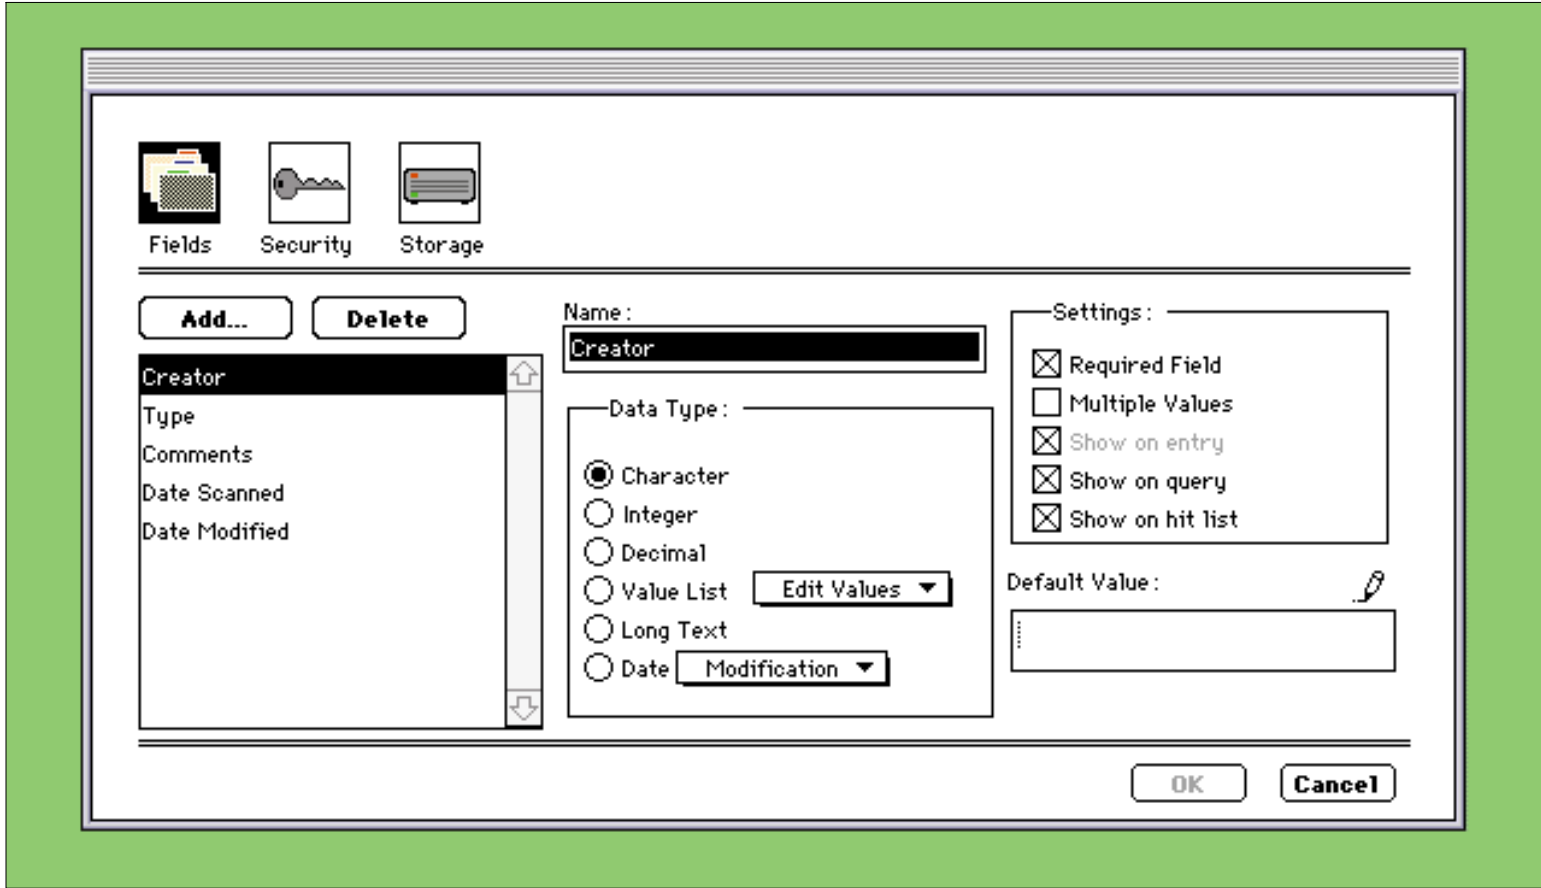 Fields
Security
Storage
Add...
Delete
Creator
Type
Comments
Date Scanned
Date Modified
Name:
Creator
Data Type:
Character
Integer
Decimal
Value List
Edit Values
Long Text
Date
Modification
Settings:
Required Field
Multiple Values
Show on entry
Show on query
Show on hit list
Default Value:
OK
Cancel